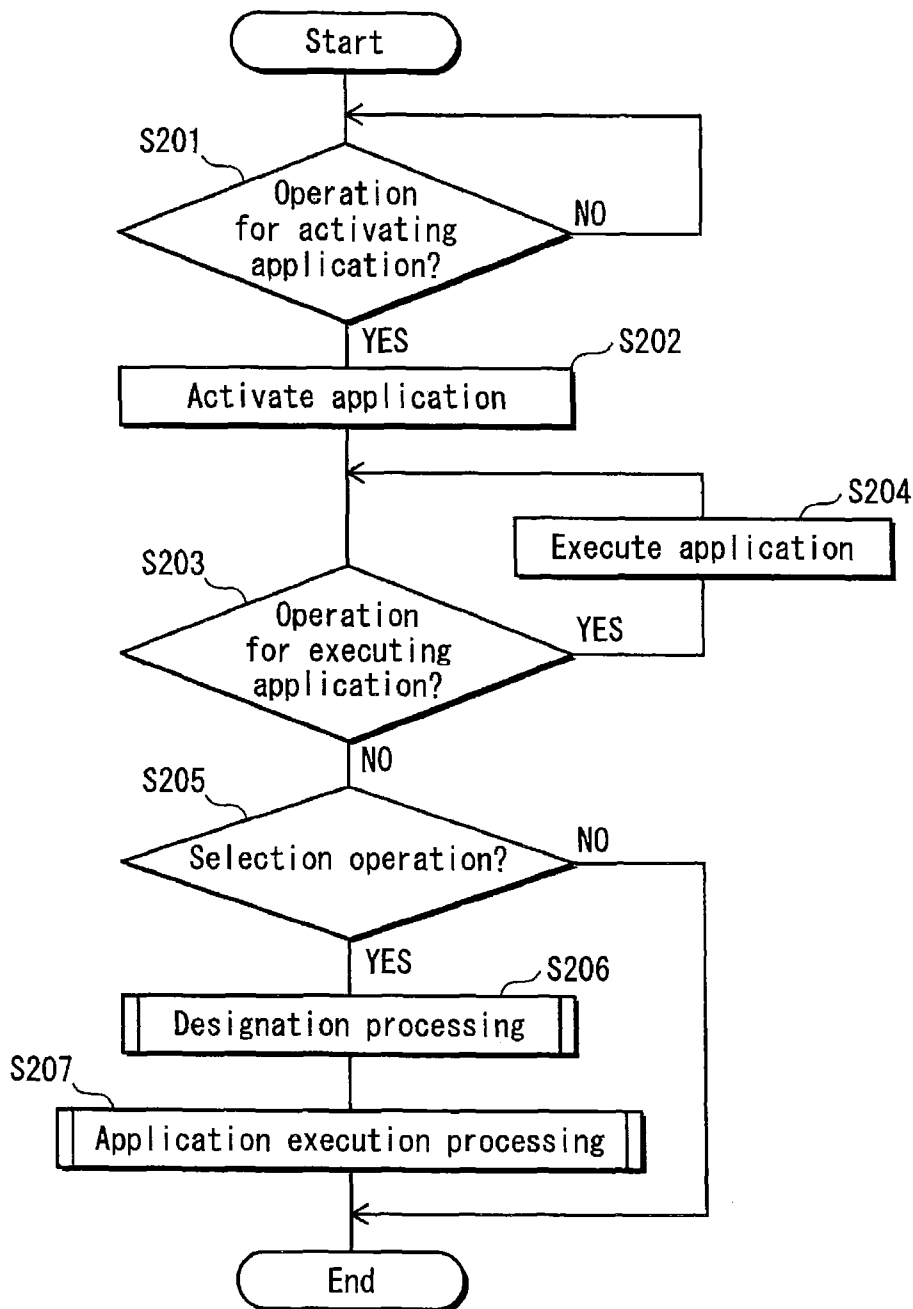 Start
S201
Operation
for activating
application?
NO
YES
S202
Activate application
S204
Execute application
S203
Operation
for executing
application?
YES
NO
S205
Selection operation?
NO
YES
S206
Designation processing
S207
Application execution processing
End